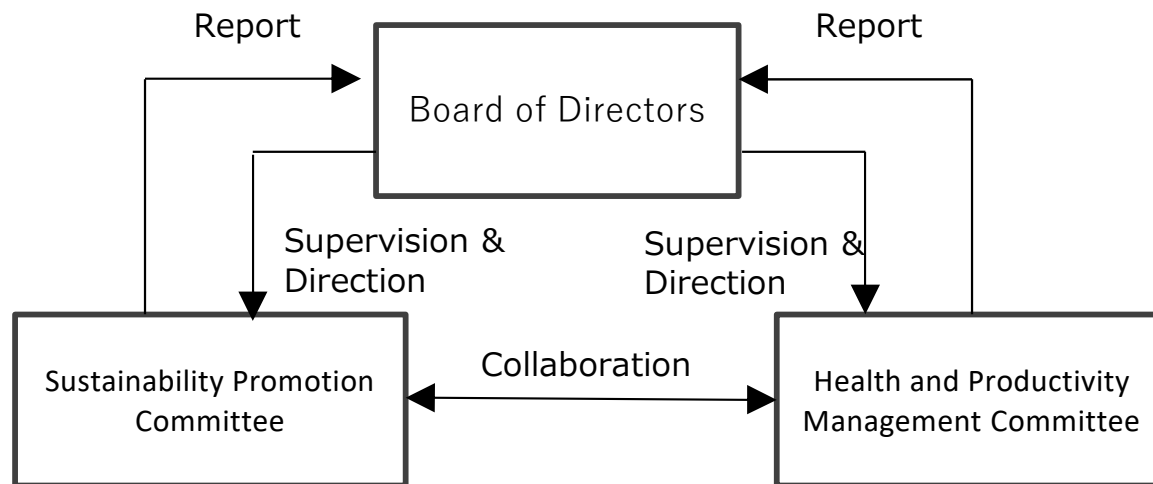 Report
Report
Board of Directors
Supervision &
Direction
Supervision &
Direction
Sustainability Promotion
Committee
Collaboration
Health and Productivity
Management Committee